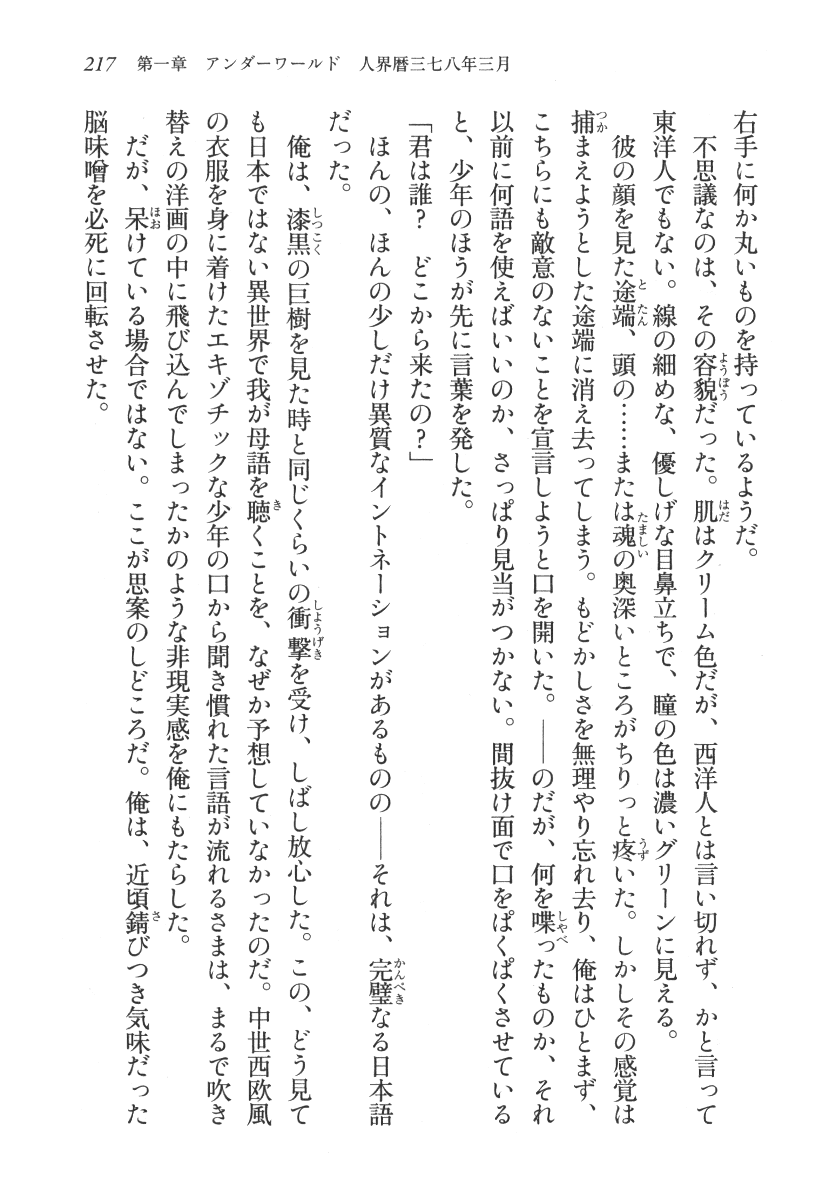 217　第一章　アンダーワールド　人界暦三七八年三月
右手に何か丸いものを持っているようだ。
　不思議なのは、その容貌だった。肌はクリーム色だが、西洋人とは言い切れず、かと言って
東洋人でもない。線の細めな、優しげな目鼻立ちで、瞳の色は濃いグリーンに見える。
　彼の顔を見た途端、頭の……または魂の奥深いところがちりっと疼いた。しかしその感覚は
捕まえようとした途端に消え去ってしまう。もどかしさを無理やり忘れ去り、俺はひとまず、
こちらにも敵意のないことを宣言しようと口を開いた。――のだが、何を喋ったものか、それ
以前に何語を使えばいいのか、さっぱり見当がつかない。間抜け面で口をぱくぱくさせている
と、少年のほうが先に言葉を発した。
「君は誰？　どこから来たの？」
　ほんの、ほんの少しだけ異質なイントネーションがあるものの――それは、完璧なる日本語
だった。
　俺は、漆黒の巨樹を見た時と同じくらいの衝撃を受け、しばし放心した。この、どう見て
も日本ではない異世界で我が母語を聴くことを、なぜか予想していなかったのだ。中世西欧風
の衣服を身に着けたエキゾチックな少年の口から聞き慣れた言語が流れるさまは、まるで吹き
替えの洋画の中に飛び込んでしまったかのような非現実感を俺にもたらした。
　だが、呆けている場合ではない。ここが思案のしどころだ。俺は、近頃錆びつき気味だった
脳味噌を必死に回転させた。